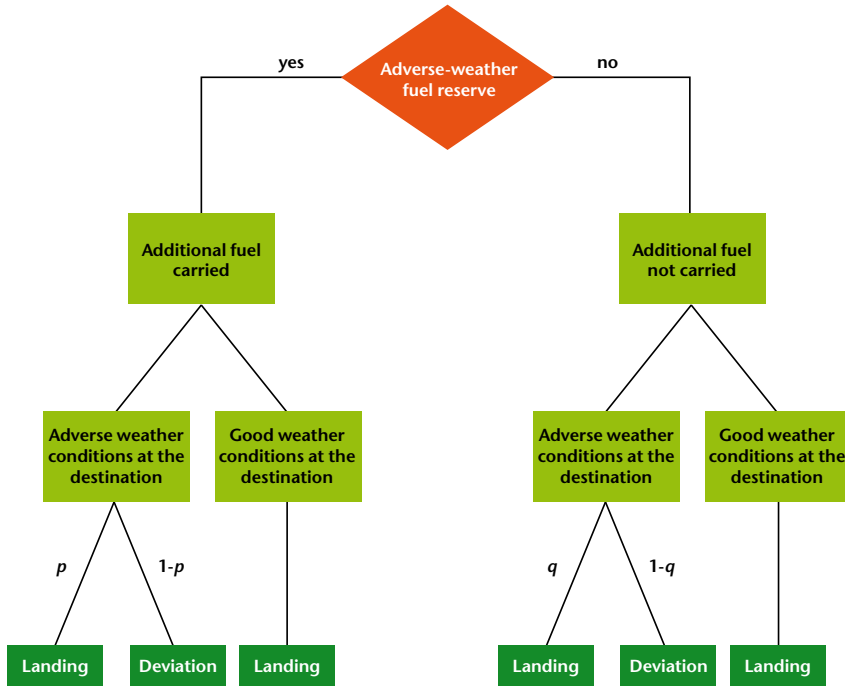 yes
Adverse-weather
fuel reserve
no
Additional fuel
carried
Additional fuel
not carried
Adverse weather
conditions at the
destination
Good weather
conditions at the
destination
Adverse weather
conditions at the
destination
Good weather
conditions at the
destination
p
1-p
q
1-q
Landing
Deviation
Landing
Landing
Deviation
Landing